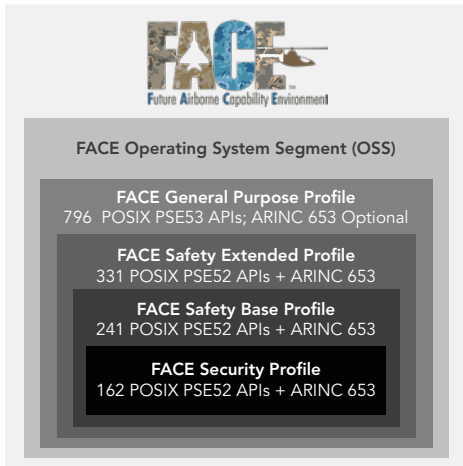 FACE
TM
Future Airborne Capability Environment
FACE Operating System Segment (OSS)
FACE General Purpose Profile
796 POSIX PSE53 APIs; ARINC 653 Optional
FACE Safety Extended Profile
331 POSIX PSE52 APIs + ARINC 653
FACE Safety Base Profile
241 POSIX PSE52 APIs + ARINC 653
FACE Security Profile
162 POSIX PSE52 APIs + ARINC 653